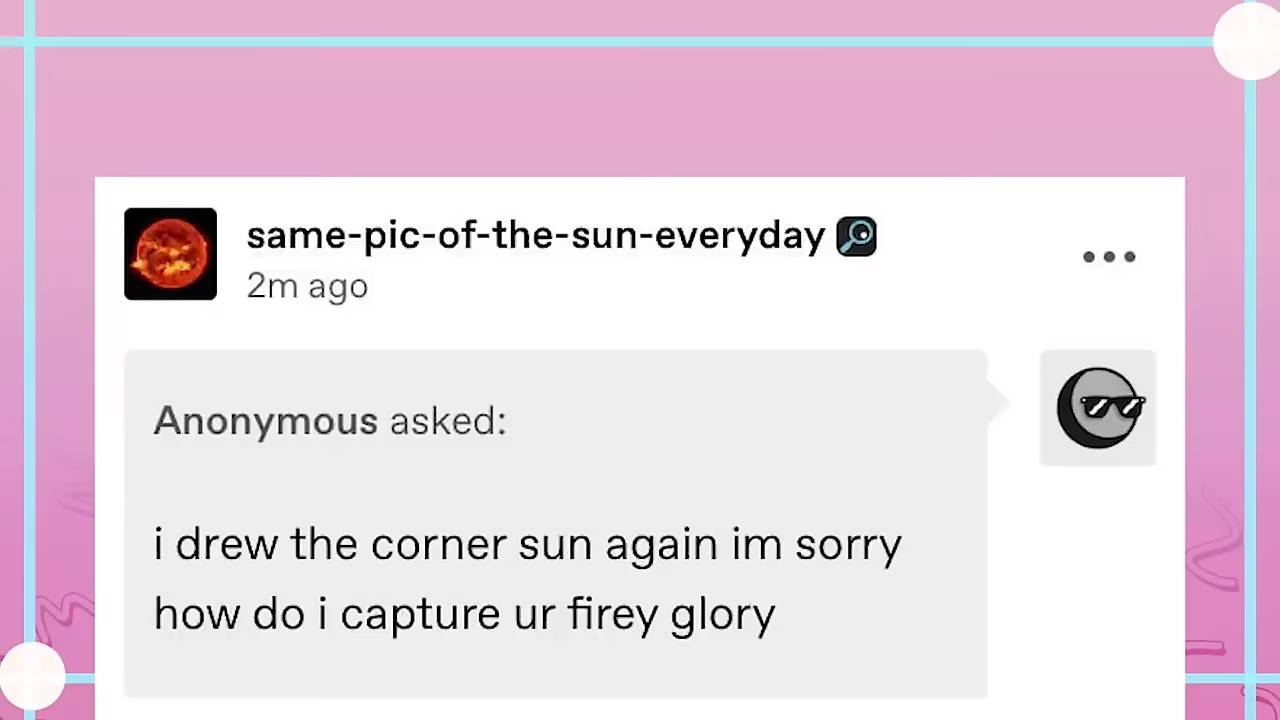 same-pic-of-the-sun-everyday
2m ago
Anonymous asked:
i drew the corner sun again im sorry
how do i capture ur firey glory